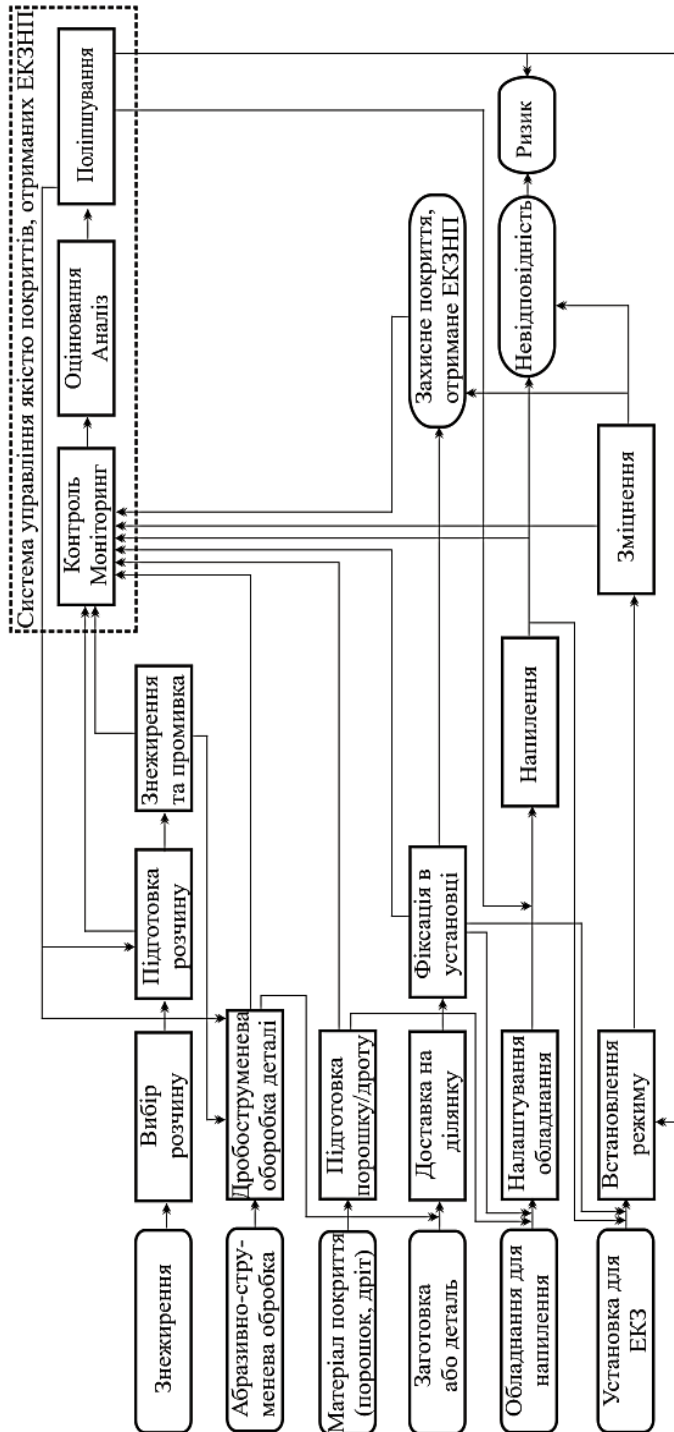 Система управління якістю покриттів, отриманих ЕКЗНП
Контроль
Моніторинг
Оцінювання
Аналіз
Поліпшування
Знежирення
Вибір
розчину
Підготовка
розчину
Знежирення
та промивка
Абразивно-стру-
менева обробка
Дробоструменева
оборобка деталі
Матеріал покриття
(порошок, дріт)
Підготовка
порошку/дроту
Заготовка
або деталь
Доставка на
ділянку
Фіксація в
установці
Захисне покриття,
отримане ЕКЗНП
Обладнання для
напилення
Налаштування
обладнання
Напилення
Невідповідність
Ризик
Установка для
ЕКЗ
Встановлення
режиму
Зміцнення